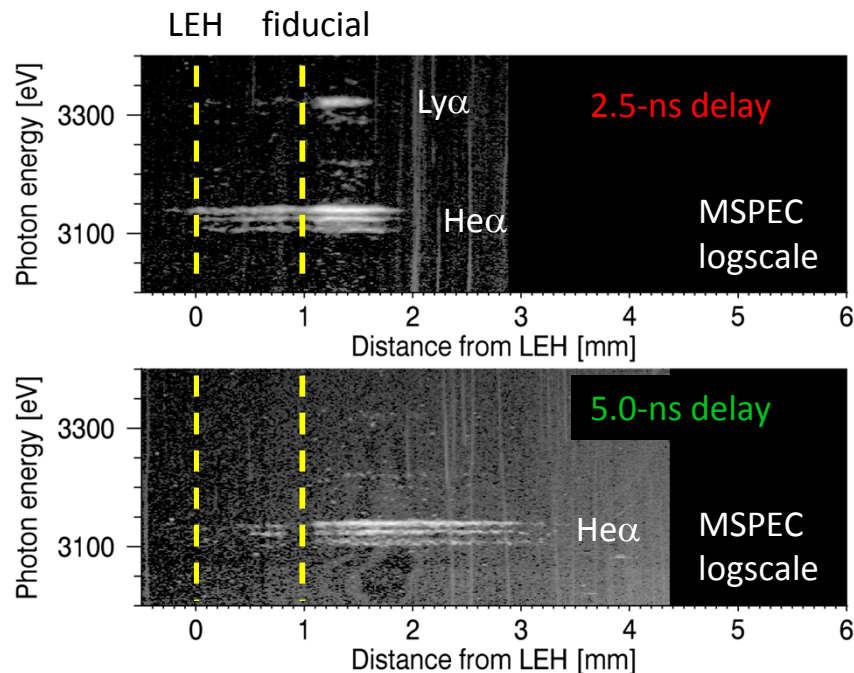 LEH fiducial
Photon energy [eV]
3300
3100
Lyα
Heα
2.5-ns delay
MSPEC
logscale
0 1 2 3 4 5 6
Distance from LEH [mm]
Photon energy [eV]
3300
3100
5.0-ns delay
Heα
MSPEC
logscale
0 1 2 3 4 5 6
Distance from LEH [mm]